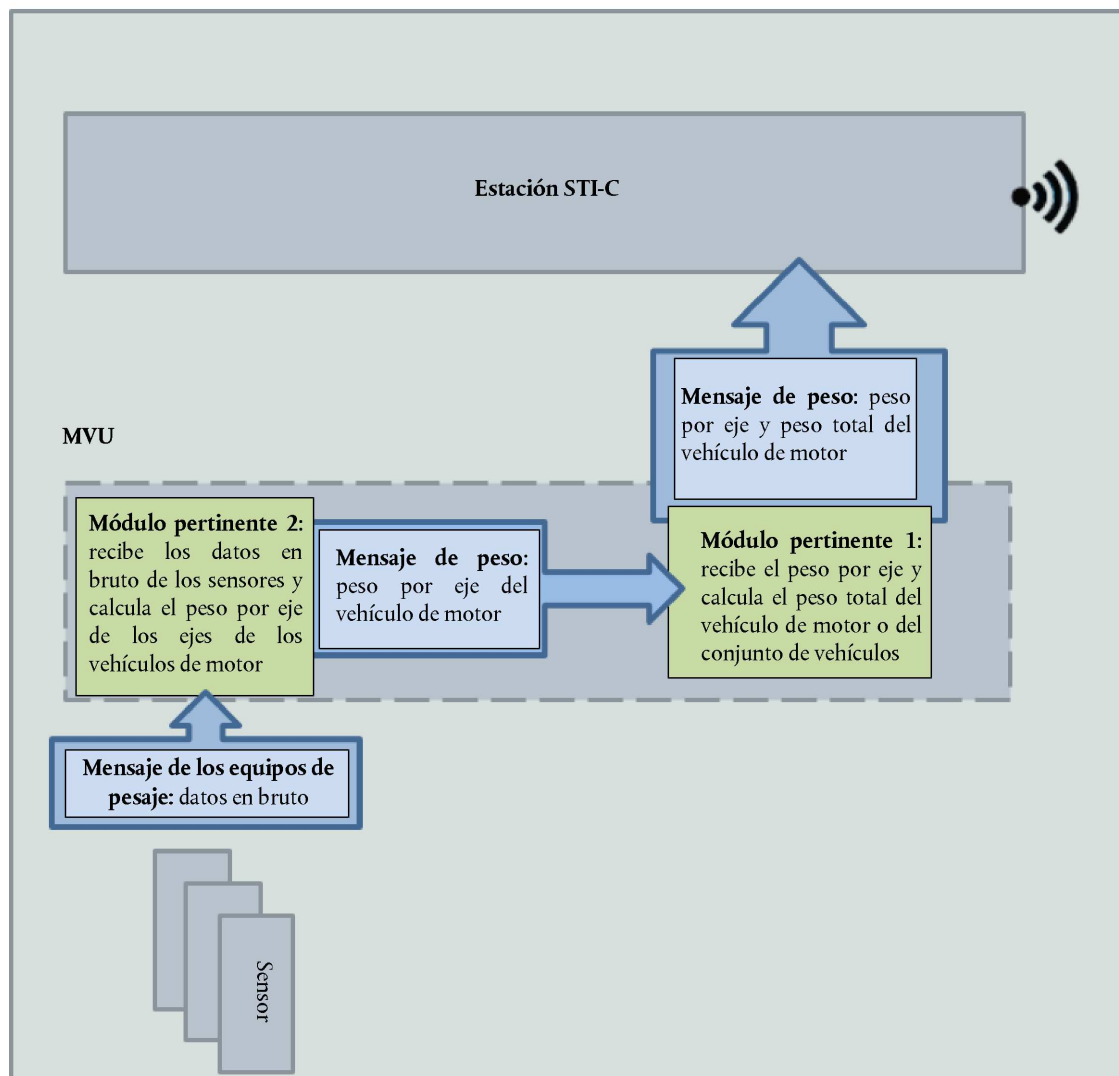 Estación STI-C
Mensaje de peso: peso
por eje y peso total del
vehículo de motor
MVU
Módulo pertinente 2:
recibe los datos en
bruto de los sensores y
calcula el peso por eje
de los ejes de los
vehículos de motor
Mensaje de peso:
peso por eje del
vehículo de motor
Módulo pertinente 1:
recibe el peso por eje y
calcula el peso total del
vehículo de motor o del
conjunto de vehículos
Mensaje de los equipos de
pesaje: datos en bruto
Sensor